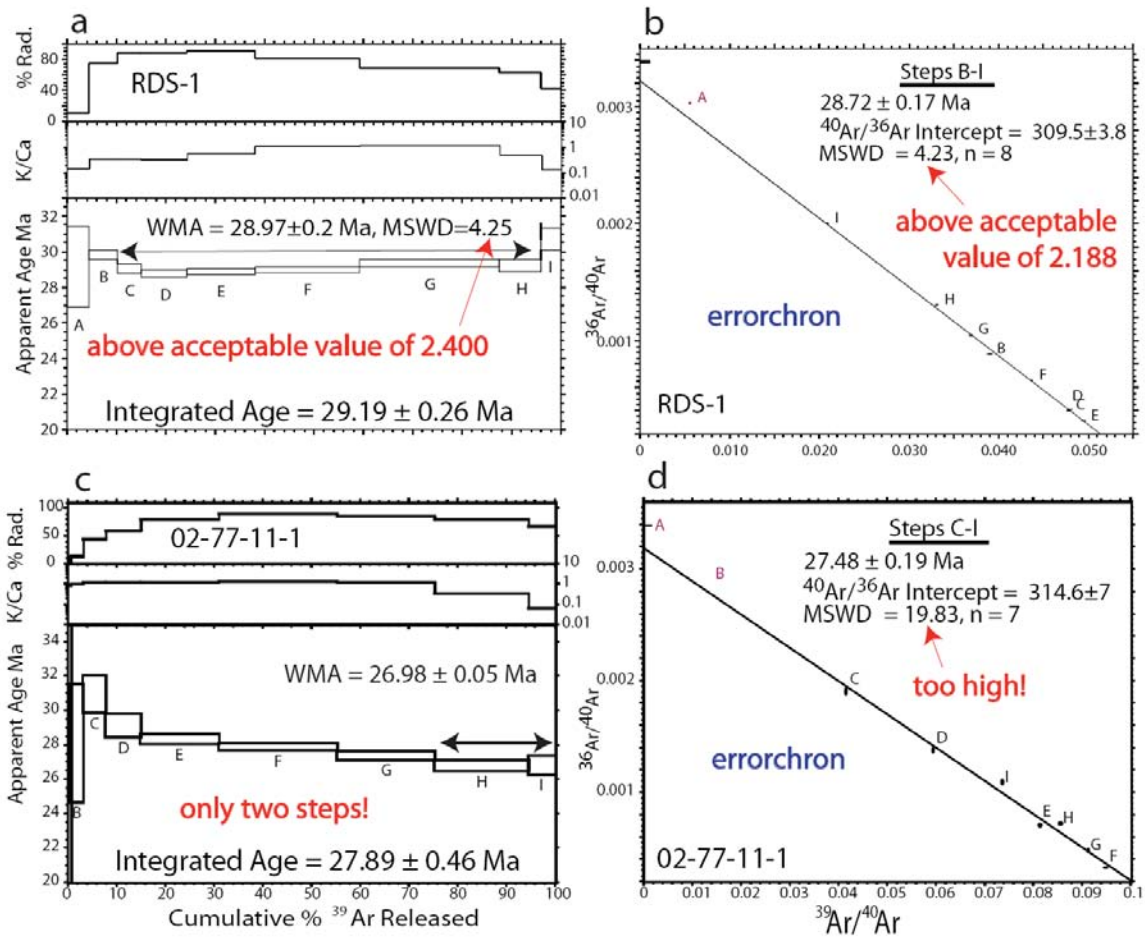 a
% Rad.
80
40
0
RDS-1
K/Ca
10
1
0.1
0.01
Apparent Age Ma
32
30
28
26
24
22
20
WMA = 28.97±0.2 Ma, MSWD=4.25
A
B
C
D
E
F
G
H
I
above acceptable value of 2.400
Integrated Age = 29.19 ± 0.26 Ma
b
36Ar/40Ar
0.003
0.002
0.001
A
Steps B-I
28.72 ± 0.17 Ma
40Ar/36Ar Intercept = 309.5±3.8
MSWD = 4.23, n = 8
above acceptable
value of 2.188
I
H
G
B
F
D
C
E
errorchron
RDS-1
0
0.010
0.020
0.030
0.040
0.050
c
% Rad.
100
50
0
02-77-11-1
K/Ca
10
1
0.1
0.01
Apparent Age Ma
34
32
30
28
26
24
22
20
WMA = 26.98 ± 0.05 Ma
B
C
D
E
F
G
H
I
only two steps!
Integrated Age = 27.89 ± 0.46 Ma
0 10 20 30 40 50 60 70 80 90 100
Cumulative % 39 Ar Released
d
36Ar/40Ar
0.003
0.002
0.001
A
B
Steps C-I
27.48 ± 0.19 Ma
40Ar/36Ar Intercept = 314.6±7
MSWD = 19.83, n = 7
too high!
C
D
I
E
H
G
F
errorchron
02-77-11-1
0 0.01 0.02 0.03 0.04 0.05 0.06 0.07 0.08 0.09 0.1
39Ar/40Ar